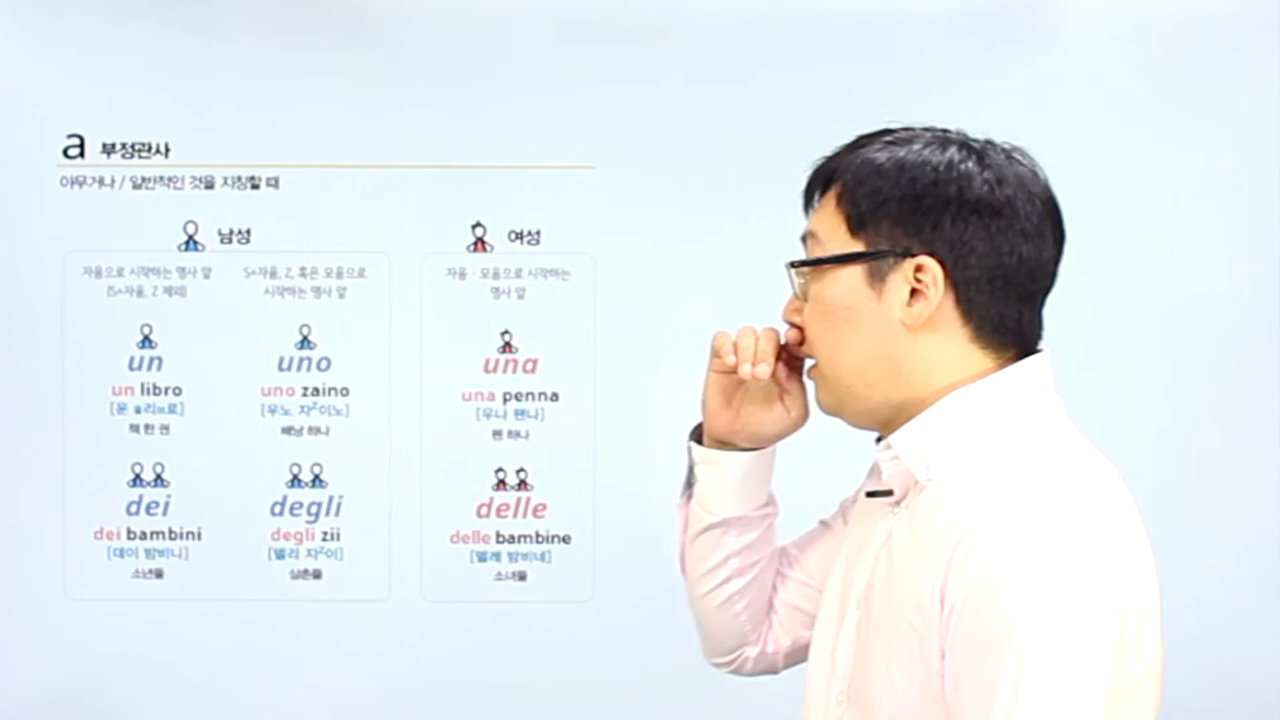 a 부정관사
아무거나 / 일반적인 것을 지칭할 때
남성
여성
자음으로 시작하는 명사 앞
(S+자음, Z 제외)
S+자음, Z, 혹은 모음으로
시작하는 명사 앞
자음 · 모음으로 시작하는
명사 앞
un
un libro
[운 을리브로]
책 한 권
uno
uno zaino
[우노 자ᶻ이노]
배낭 하나
una
una penna
[우나 뻰나]
펜 하나
dei
dei bambini
[데이 밤비니]
소년들
degli
degli zii
[델리 지ᶻ이]
삼촌들
delle
delle bambine
[델레 밤비네]
소녀들